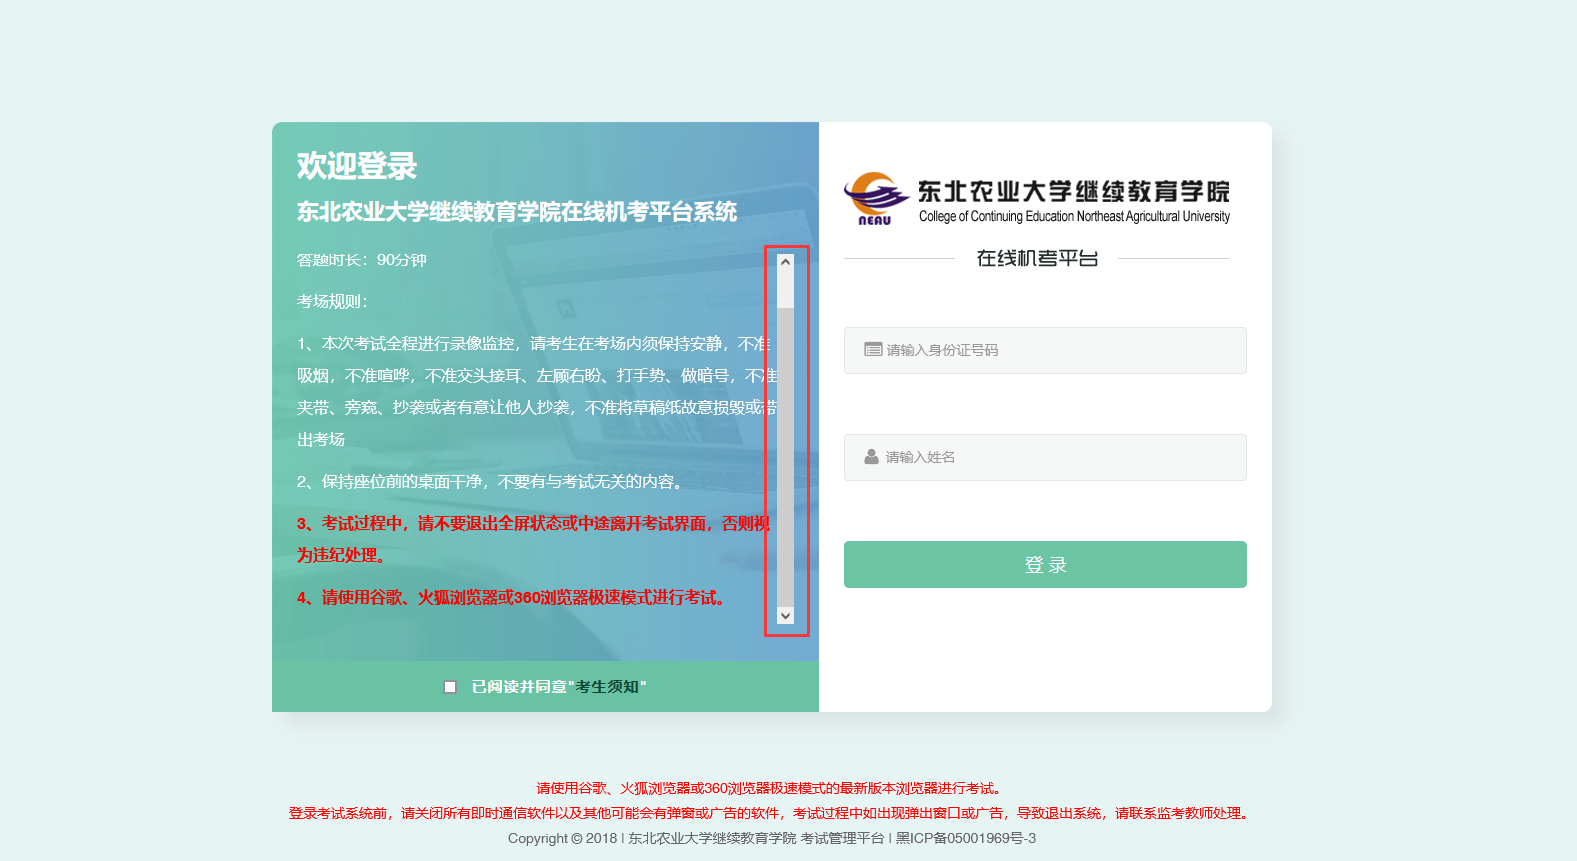 欢迎登录
东北农业大学继续教育学院在线机考平台系统
答题时长：90分钟
考场规则：
1、本次考试全程进行录像监控，请考生在考场内须保持安静，不准
吸烟，不准喧哗，不准交头接耳、左顾右盼、打手势、做暗号，不准
夹带、旁窥、抄袭或者有意让他人抄袭，不准将草稿纸故意损毁或带
出考场
2、保持座位前的桌面干净，不要有与考试无关的内容。
3、考试过程中，请不要退出全屏状态或中途离开考试界面，否则视
为违纪处理。
4、请使用谷歌、火狐浏览器或360浏览器极速模式进行考试。
已阅读并同意"考生须知"
NEAU
东北农业大学继续教育学院
College of Continuing Education Northeast Agricultural University
在线机考平台
请输入身份证号码
请输入姓名
登 录
请使用谷歌、火狐浏览器或360浏览器极速模式的最新版本浏览器进行考试。
登录考试系统前，请关闭所有即时通信软件以及其他可能会有弹窗或广告的软件，考试过程中如出现弹出窗口或广告，导致退出系统，请联系监考教师处理。
Copyright © 2018 | 东北农业大学继续教育学院 考试管理平台 | 黑ICP备05001969号-3